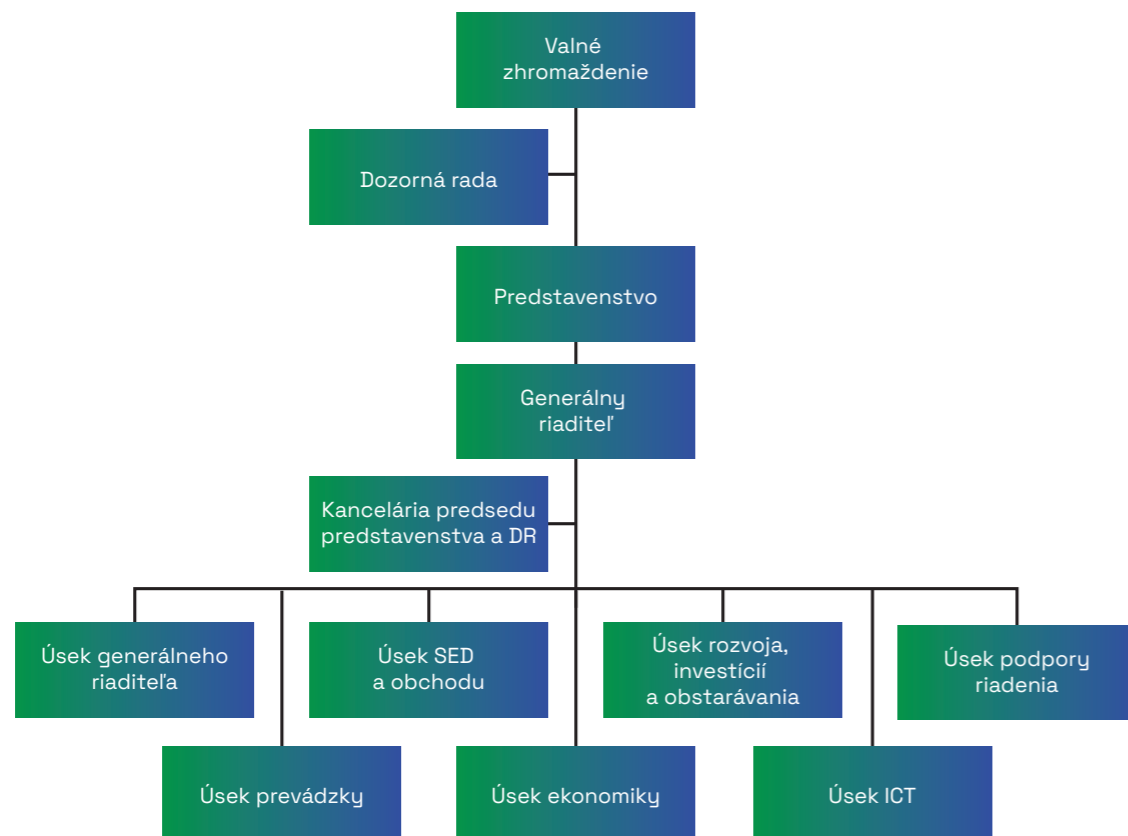 Valné
zhromaždenie
Dozorná rada
Predstavenstvo
Generálny
riaditeľ
Kancelária predsedu
predstavenstva a DR
Úsek generálneho
riaditeľa
Úsek SED
a obchodu
Úsek rozvoja,
investícií
a obstarávania
Úsek podpory
riadenia
Úsek prevádzky
Úsek ekonomiky
Úsek ICT